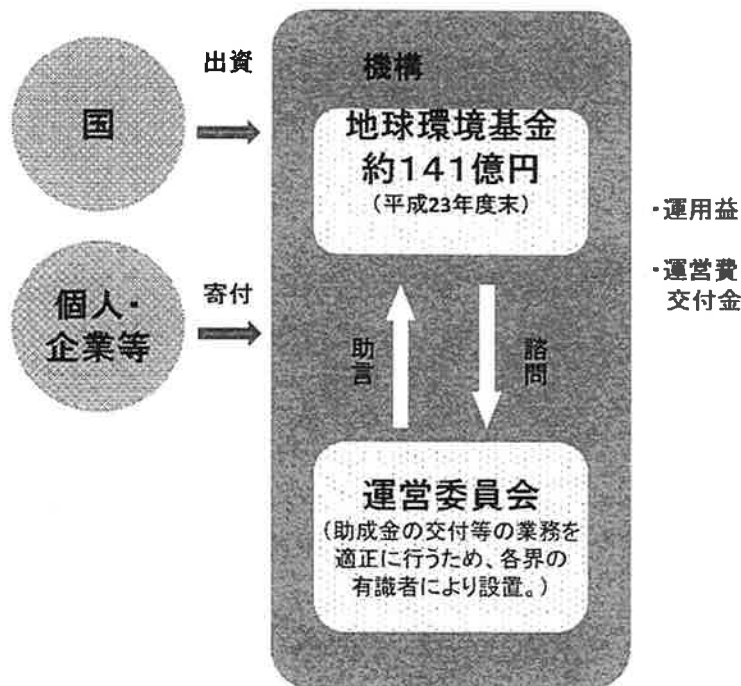 国
出資
機構
地球環境基金
約141億円
(平成23年度末)
・運用益
・運営費
交付金
個人・
企業等
寄付
助言
諮問
運営委員会
(助成金の交付等の業務を
適正に行うため、各界の
有識者により設置。)